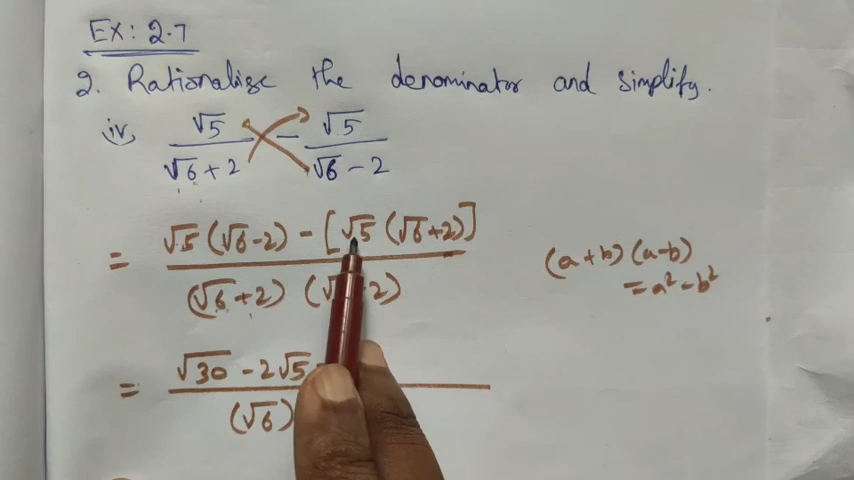 Ex: 2.7
2. Rationalise the denominator and simplify.
iv) √5/(√6+2) - √5/(√6-2)
= √5(√6-2) - [√5(√6+2)]
(√6+2) (√ -2)
(a+b)(a-b)
= a²-b²
= √30 - 2√5
(√6)